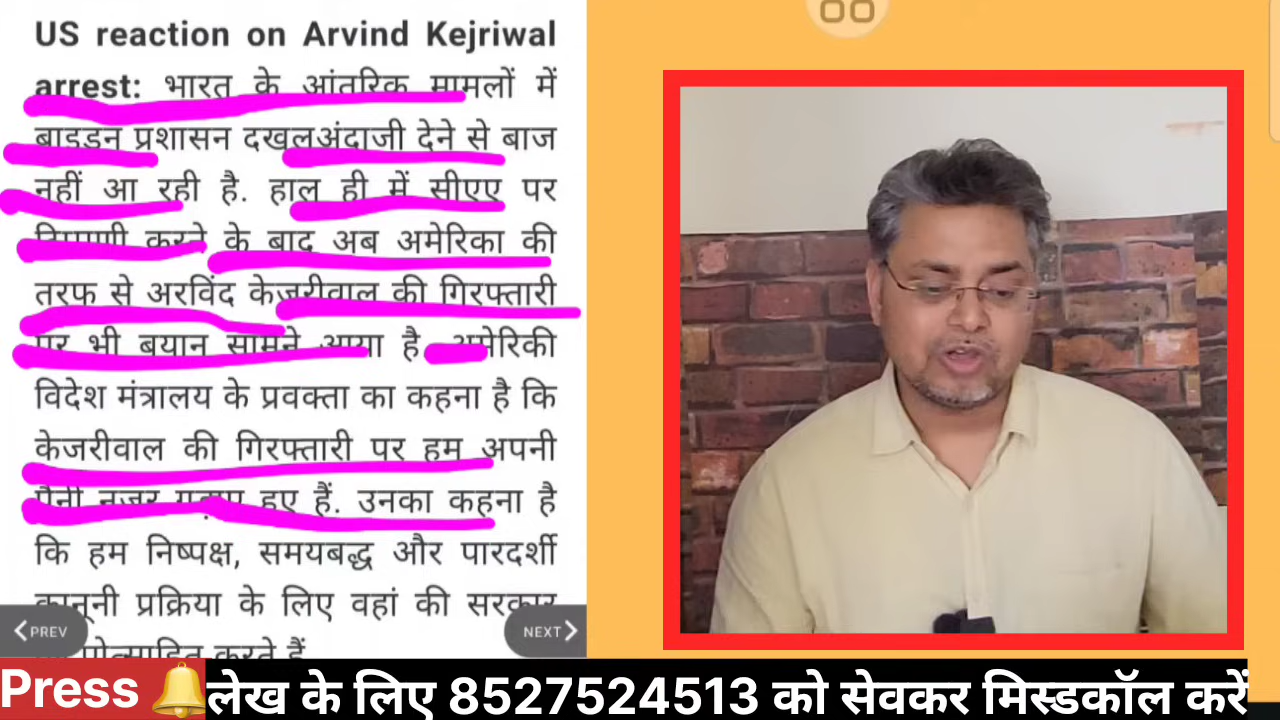 US reaction on Arvind Kejriwal
arrest: भारत के आंतरिक मामलों में
बाइडन प्रशासन दखलअंदाजी देने से बाज
नहीं आ रही है. हाल ही में सीएए पर
टिप्पणी करने के बाद अब अमेरिका की
तरफ से अरविंद केजरीवाल की गिरफ्तारी
पर भी बयान सामने आया है अमेरिकी
विदेश मंत्रालय के प्रवक्ता का कहना है कि
केजरीवाल की गिरफ्तारी पर हम अपनी
पैनी नजर गड़ाए हुए हैं. उनका कहना है
कि हम निष्पक्ष, समयबद्ध और पारदर्शी
कानूनी प्रक्रिया के लिए वहां की सरकार
करते हैं
PREV
NEXT
Press
लेख के लिए 8527524513 को सेवकर मिस्डकॉल करें